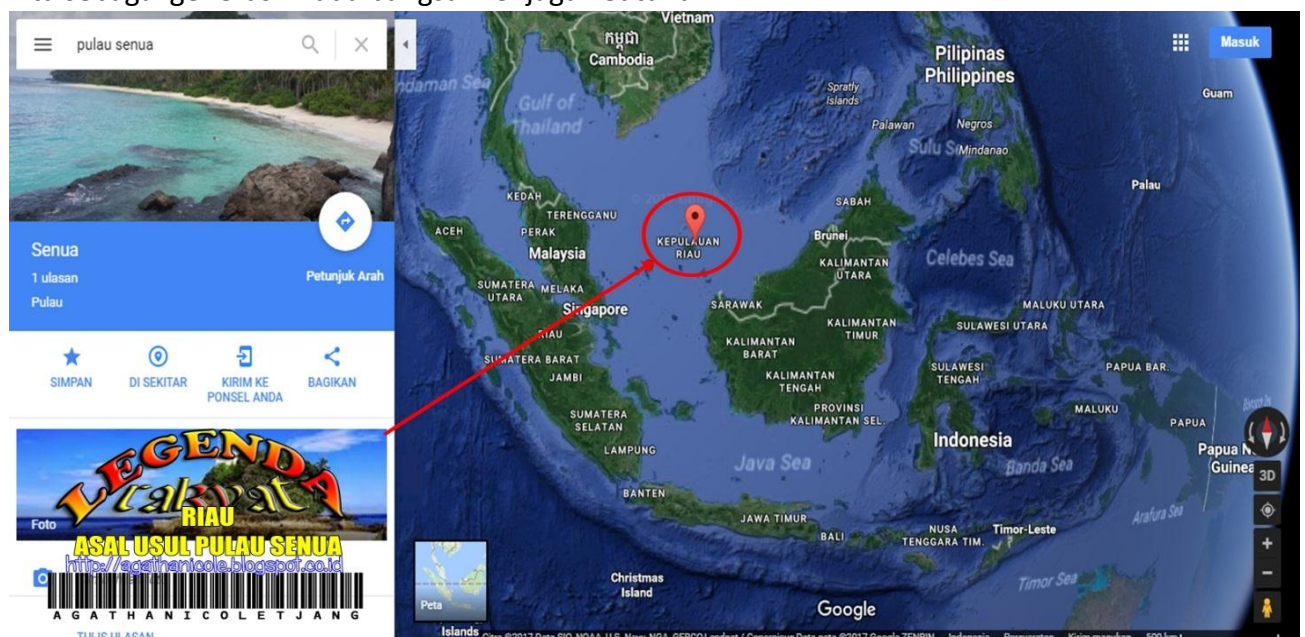 pulau senua
Senua
1 ulasan
Pulau
Petunjuk Arah
SIMPAN
DI SEKITAR
KIRIM KE
PONSEL ANDA
BAGIKAN
LEGENDA
rakyat
RIAU
ASAL USUL PULAU SENUA
http://agathanicole.blogspot.co.id
Foto
AGATHANICOLETJANG
TULIS ULASAN
Masuk
Vietnam
កម្ពុជា
Cambodia
Gulf of
Thailand
Spratly
Islands
Pilipinas
Philippines
Guam
Palawan
Negros
Sulu
Mindanao
Palau
KEDAH
TERENGGANU
PERAK
Malaysia
ACEH
KEPULAUAN
RIAU
SABAH
Brunei
KALIMANTAN
UTARA
Celebes Sea
SUMATERA
UTARA
MELAKA
Singapore
SARAWAK
MALUKU UTARA
RIAU
KALIMANTAN
TIMUR
SULAWESI UTARA
SUMATERA BARAT
KALIMANTAN
BARAT
JAMBI
KALIMANTAN
TENGAH
SULAWESI
TENGAH
PAPUA BAR.
SUMATERA
SELATAN
PROVINSI
KALIMANTAN SEL.
MALUKU
PAPUA
LAMPUNG
Java Sea
Indonesia
Banda Sea
Papua N
Guinea
3D
BANTEN
JAWA TIMUR
BALI
NUSA
TENGGARA TIM.
Timor-Leste
Arafura Sea
Timor Sea
Christmas
Island
Peta
Google
Islands